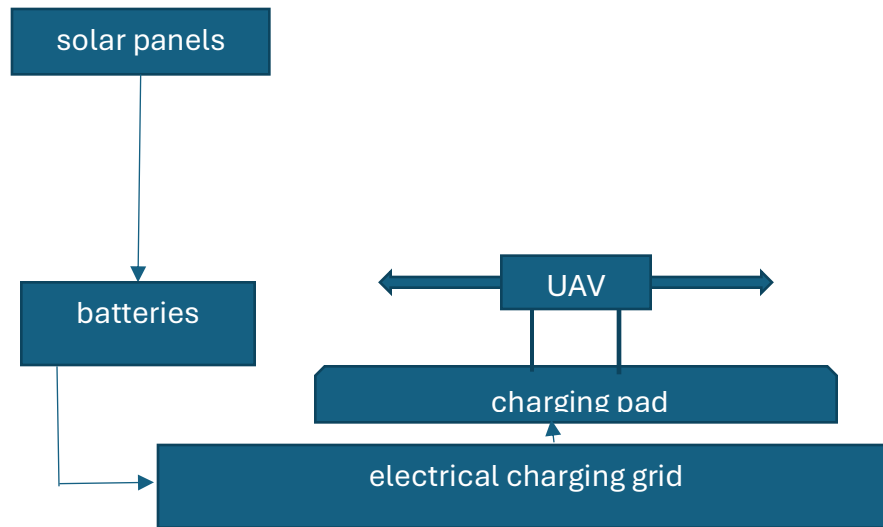 solar panels
UAV
batteries
charging pad
electrical charging grid